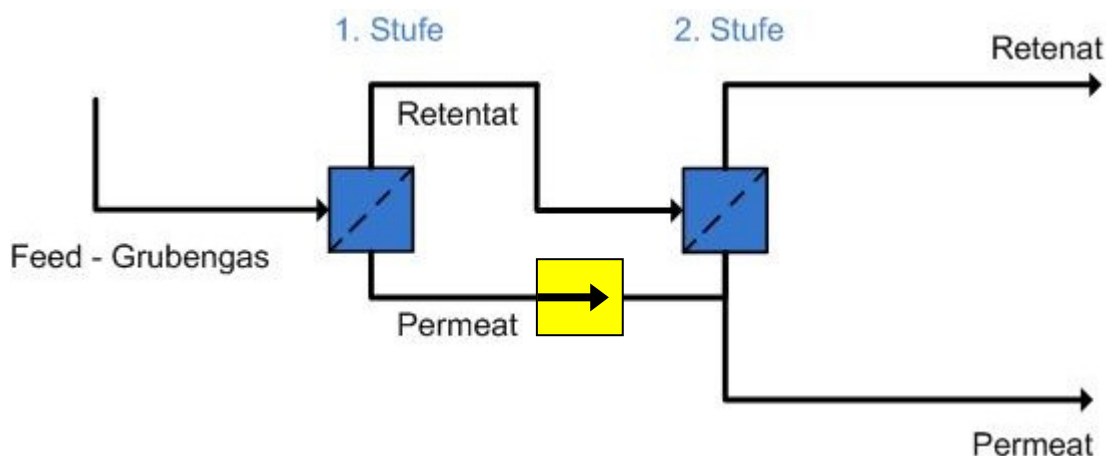 1. Stufe
2. Stufe
Retenat
Retentat
Feed - Grubengas
Permeat
Permeat